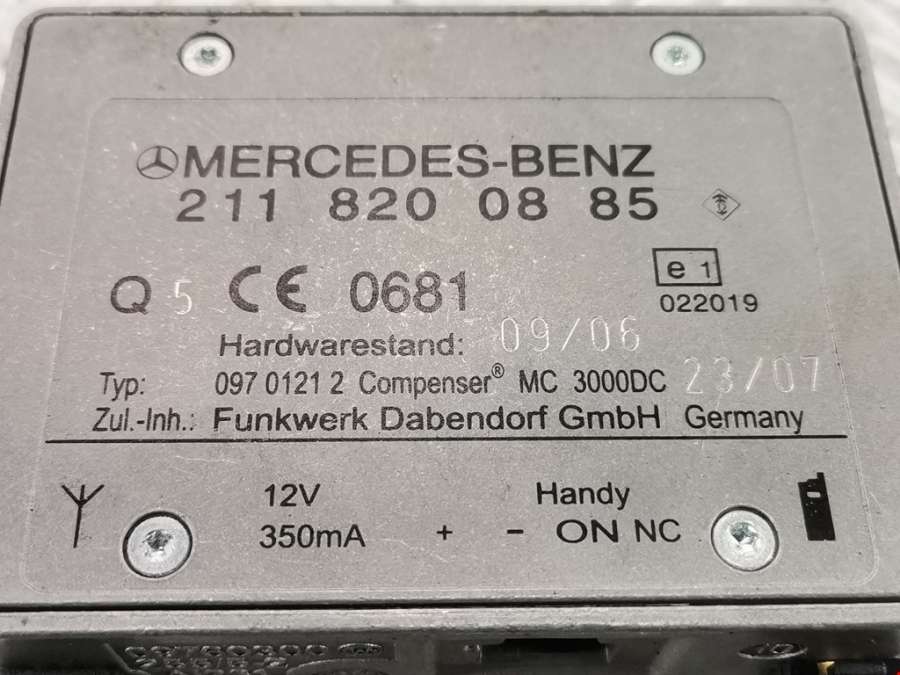 MERCEDES-BENZ
211 820 08 85
Q 5 CE 0681 e 1
022019
Hardwarestand: 09/06
Typ: 097 0121 2 Compenser® MC 3000DC 23/07
Zul.-Inh.: Funkwerk Dabendorf GmbH Germany
12V Handy
350mA + - ON NC